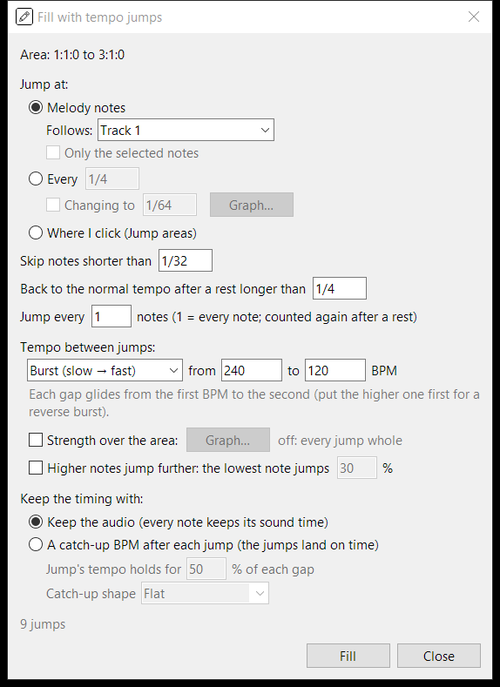 Fill with tempo jumps
Area: 1:1:0 to 3:1:0
Jump at:
Melody notes
Follows: Track 1
Only the selected notes
Every 1/4
Changing to 1/64 Graph...
Where I click (Jump areas)
Skip notes shorter than 1/32
Back to the normal tempo after a rest longer than 1/4
Jump every 1 notes (1 = every note; counted again after a rest)
Tempo between jumps:
Burst (slow → fast) from 240 to 120 BPM
Each gap glides from the first BPM to the second (put the higher one first for a
reverse burst).
Strength over the area: Graph... off: every jump whole
Higher notes jump further: the lowest note jumps 30 %
Keep the timing with:
Keep the audio (every note keeps its sound time)
A catch-up BPM after each jump (the jumps land on time)
Jump's tempo holds for 50 % of each gap
Catch-up shape Flat
9 jumps
Fill Close